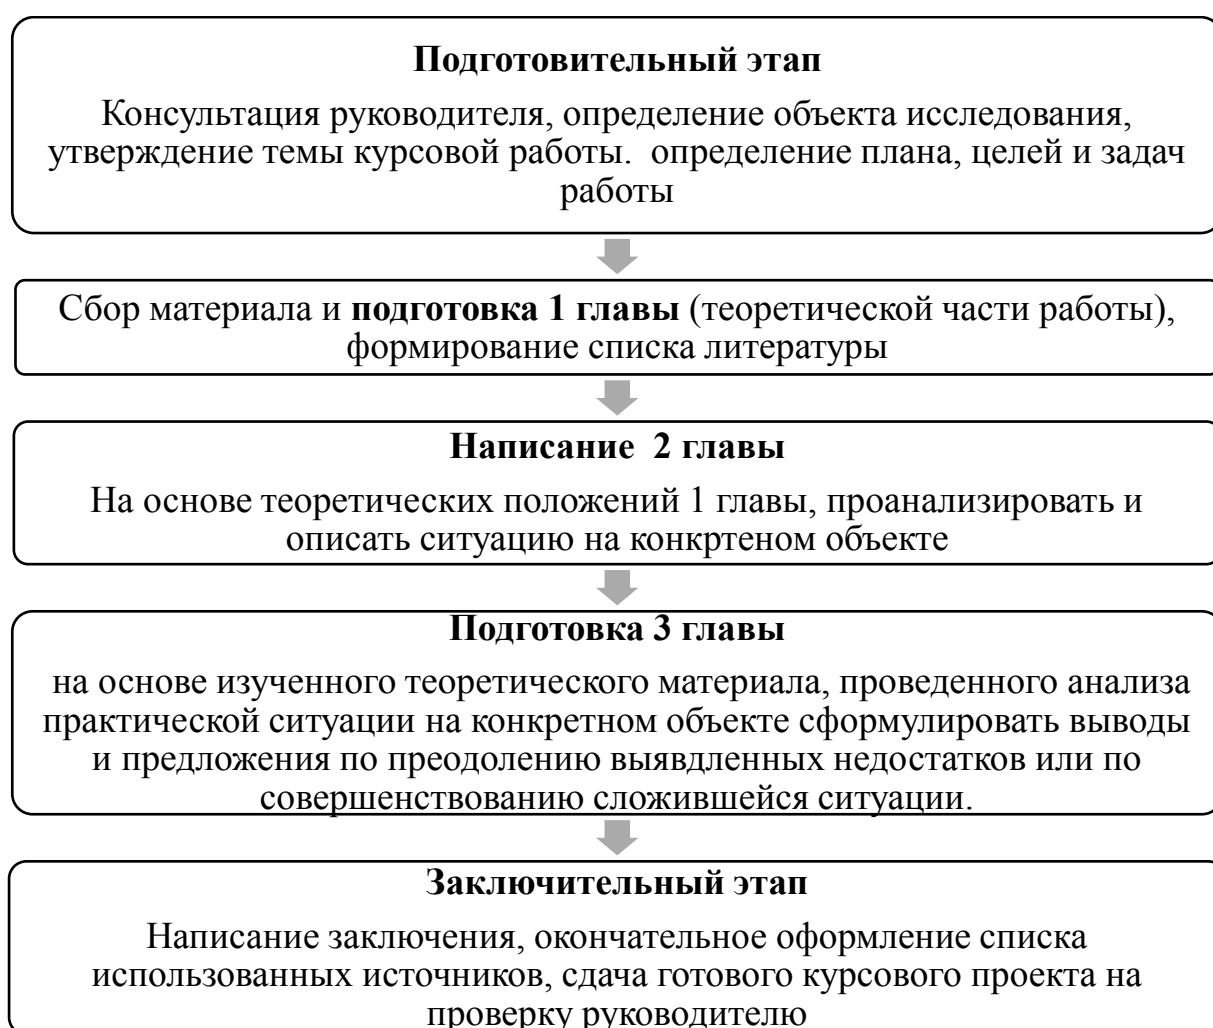 Подготовительный этап
Консультация руководителя, определение объекта исследования,
утверждение темы курсовой работы.  определение плана, целей и задач
работы
Сбор материала и подготовка 1 главы (теоретической части работы),
формирование списка литературы
Написание  2 главы
На основе теоретических положений 1 главы, проанализировать и
описать ситуацию на конкртеном объекте
Подготовка 3 главы
на основе изученного теоретического материала, проведенного анализа
практической ситуации на конкретном объекте сформулировать выводы
и предложения по преодолению выявдленных недостатков или по
совершенствованию сложившейся ситуации.
Заключительный этап
Написание заключения, окончательное оформление списка
использованных источников, сдача готового курсового проекта на
проверку руководителю